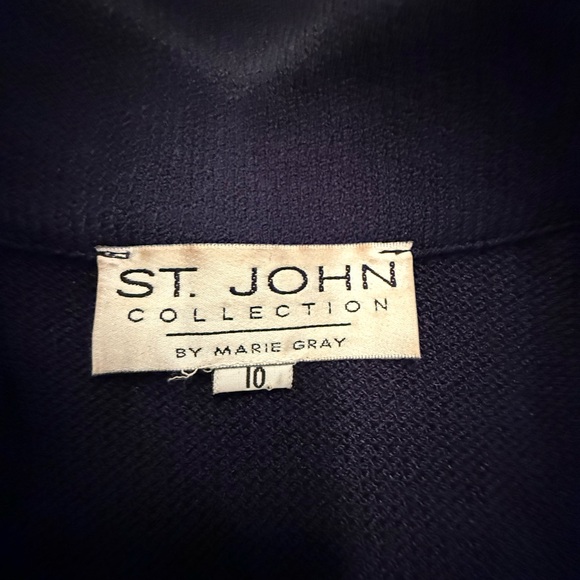 ST. JOHN
COLLECTION
BY MARIE GRAY
10